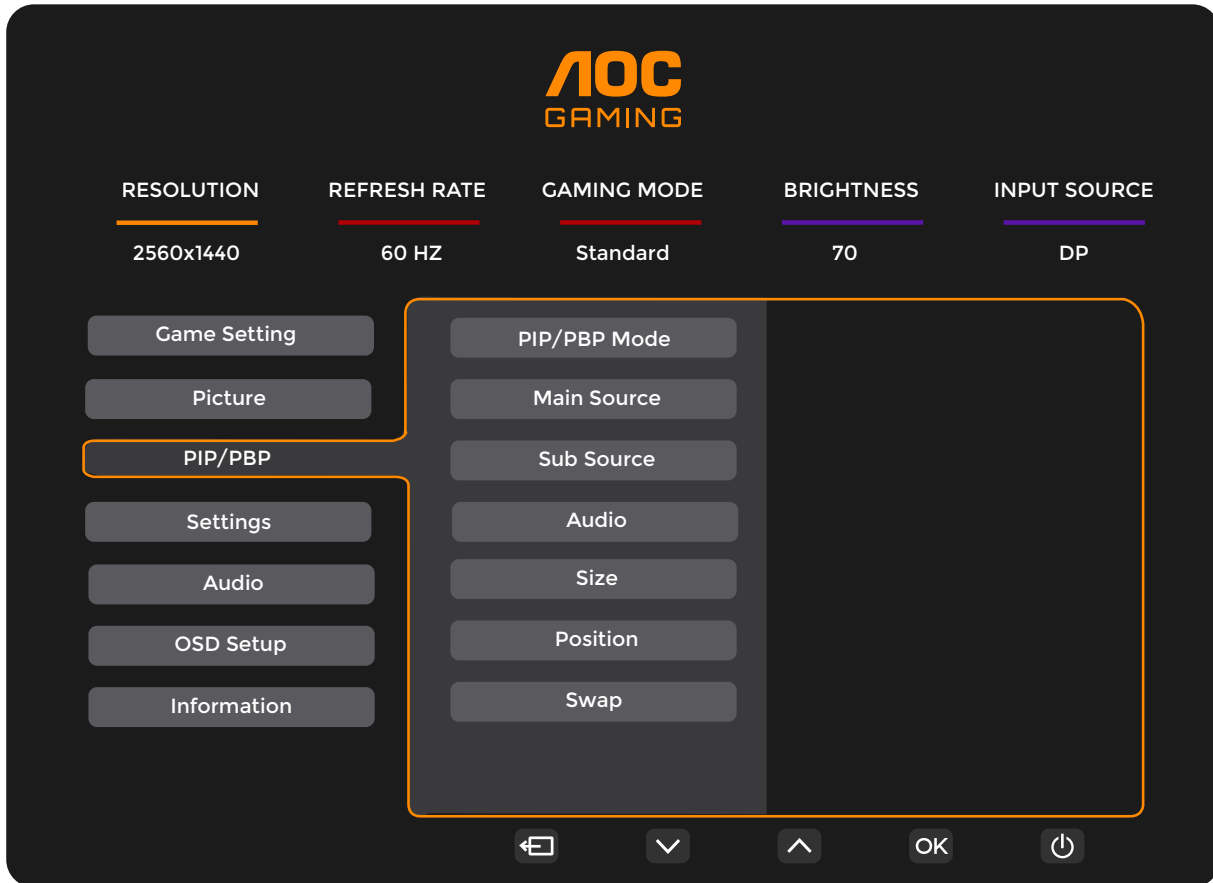 AOC
GAMING
RESOLUTION REFRESH RATE GAMING MODE BRIGHTNESS INPUT SOURCE
2560x1440 60 HZ Standard 70 DP
Game Setting PIP/PBP Mode
Picture Main Source
PIP/PBP Sub Source
Settings Audio
Audio Size
OSD Setup Position
Information Swap
OK